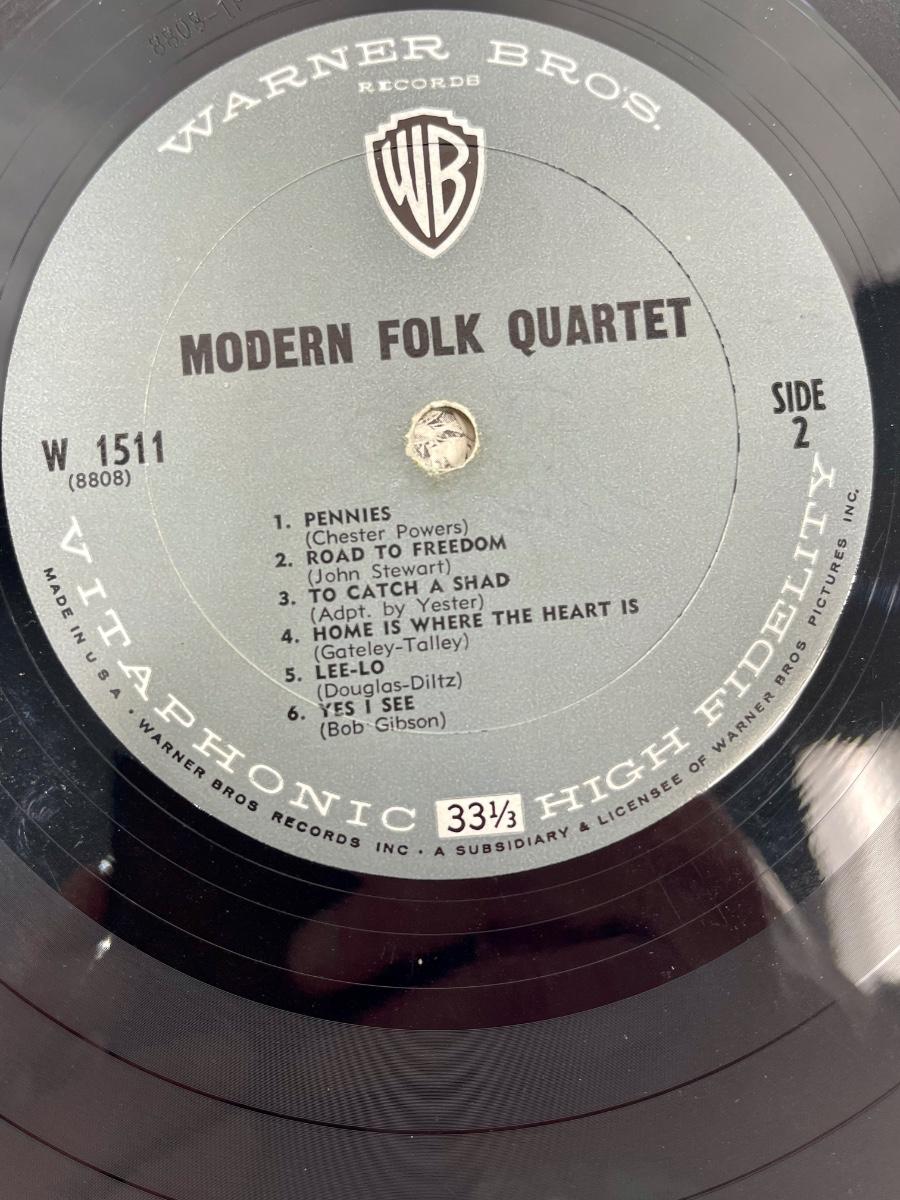 WARNER BROS.
RECORDS
WB
MODERN FOLK QUARTET
W 1511
(8808)
SIDE
2
1. PENNIES
(Chester Powers)
2. ROAD TO FREEDOM
(John Stewart)
3. TO CATCH A SHAD
(Adpt. by Yester)
4. HOME IS WHERE THE HEART IS
(Gateley-Talley)
5. LEE-LO
(Douglas-Diltz)
6. YES I SEE
(Bob Gibson)
VITAPHONIC 33⅓ HIGH FIDELITY
MADE IN U S A • WARNER BROS RECORDS INC • A SUBSIDIARY & LICENSEE OF WARNER BROS PICTURES INC.